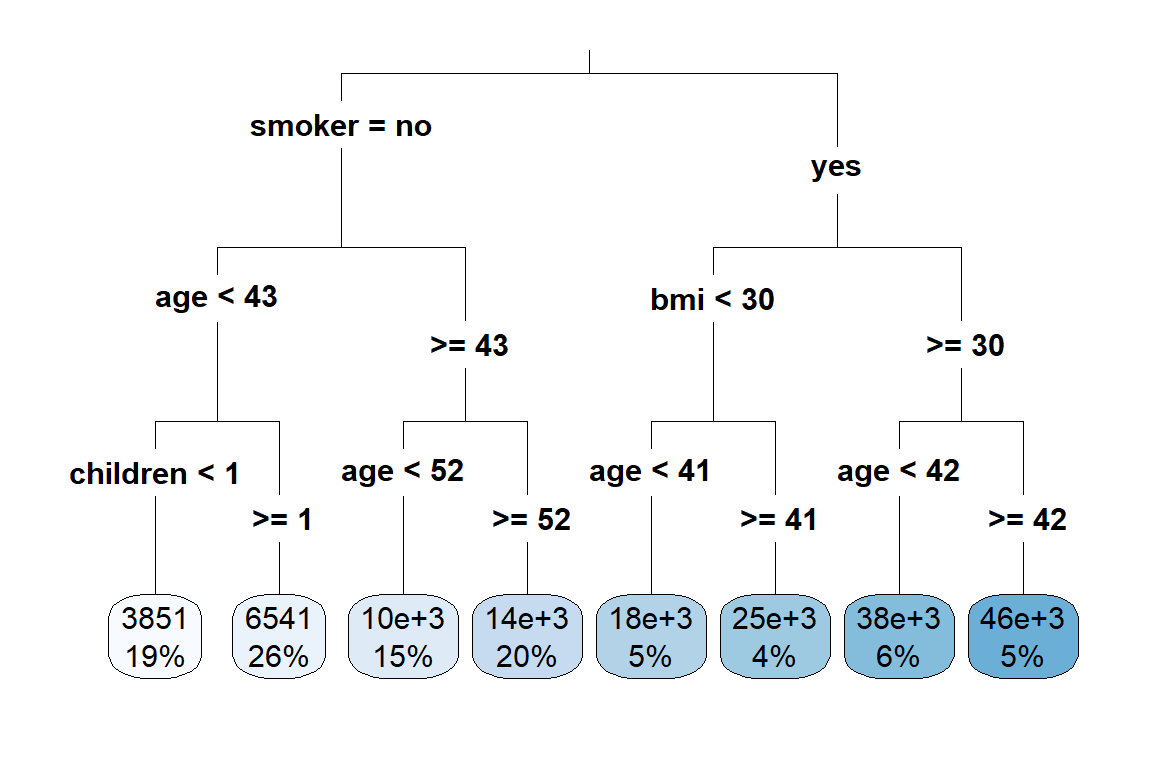 smoker = no
yes
age < 43
bmi < 30
>= 43
>= 30
children < 1
age < 52
age < 41
age < 42
>= 1
>= 52
>= 41
>= 42
3851
19%
6541
26%
10e+3
15%
14e+3
20%
18e+3
5%
25e+3
4%
38e+3
6%
46e+3
5%